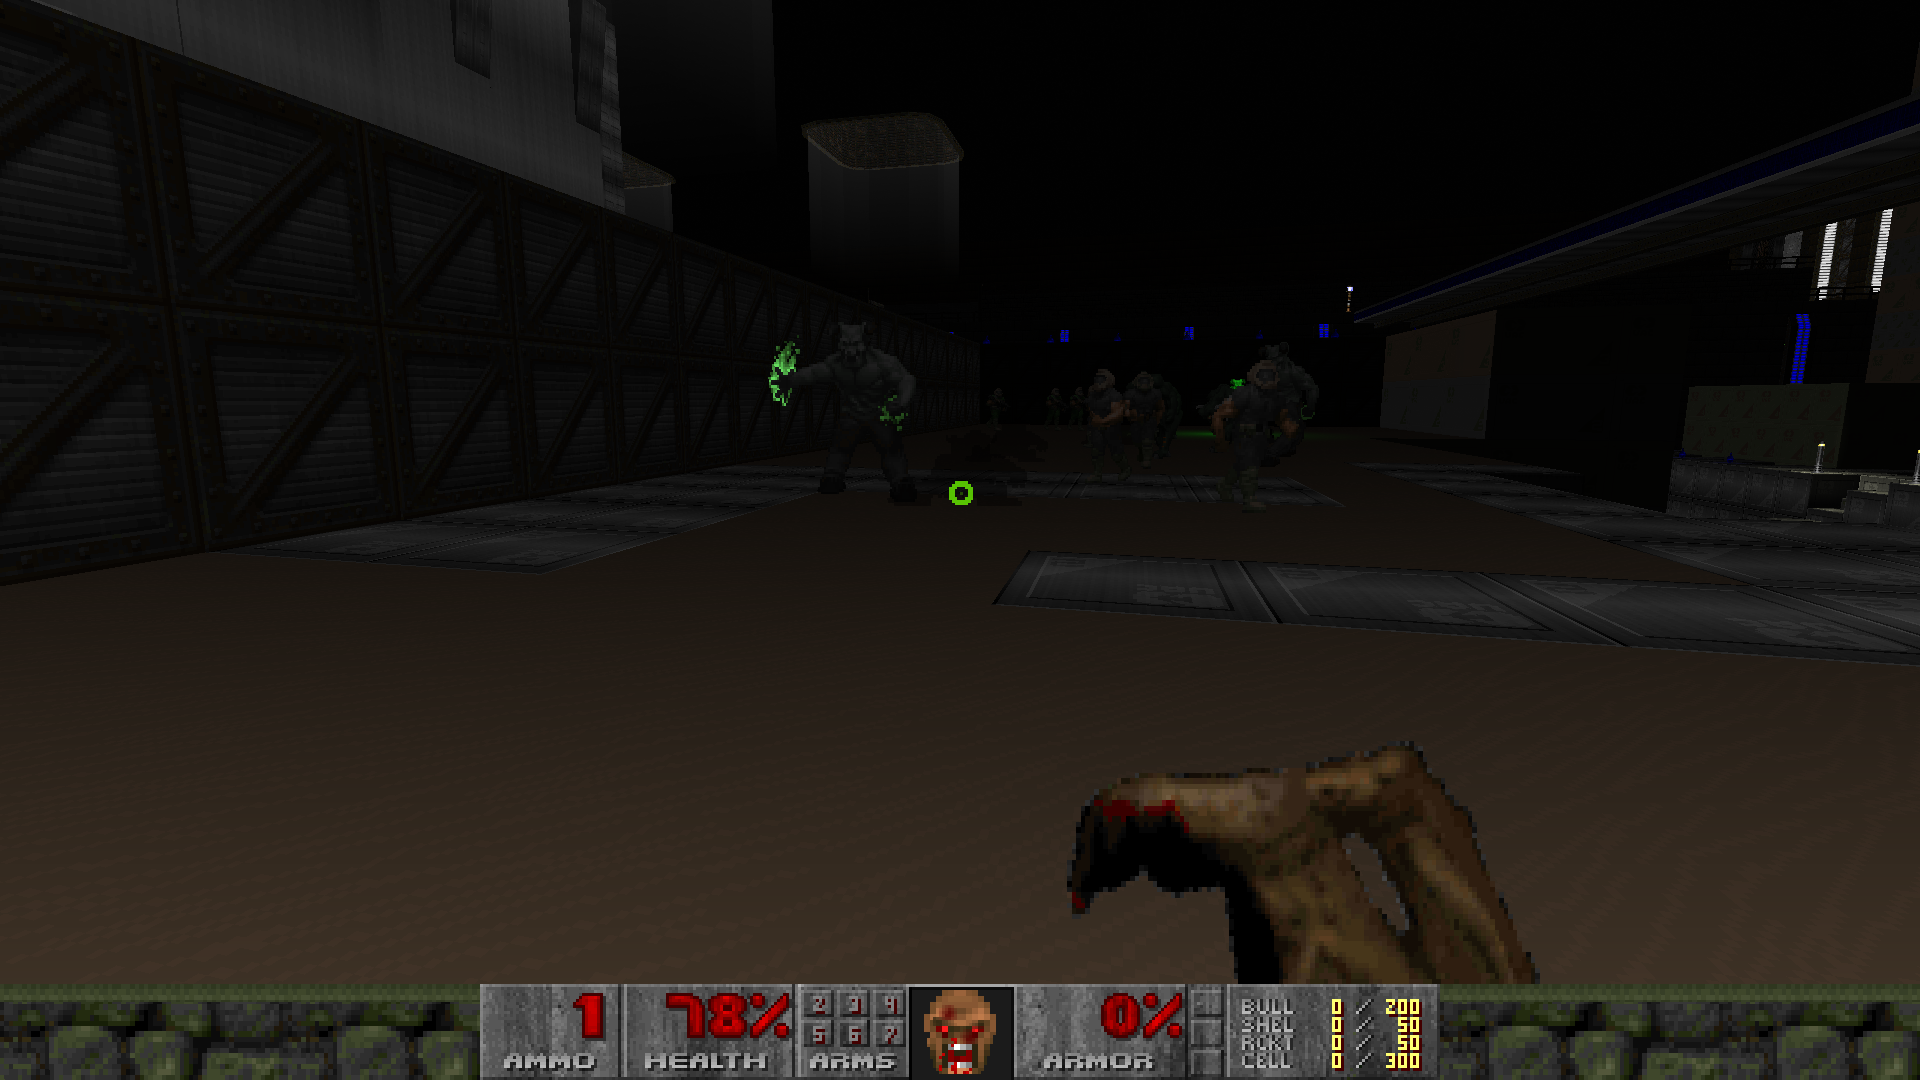 1 78% 2 3 4 0% BULL 0 / 200
5 6 7 SHEL 0 / 50
RCKT 0 / 50
AMMO HEALTH ARMS ARMOR CELL 0 / 300